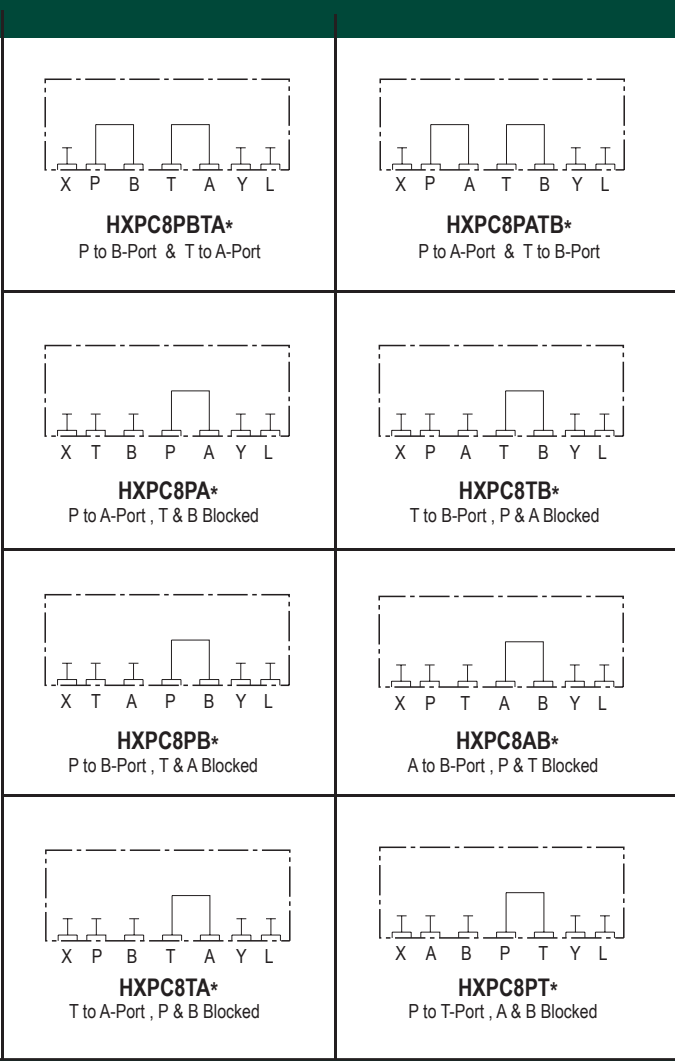 X P B T A Y L
HXPC8PBTA*
P to B-Port & T to A-Port
X P A T B Y L
HXPC8PATB*
P to A-Port & T to B-Port
X T B P A Y L
HXPC8PA*
P to A-Port , T & B Blocked
X P A T B Y L
HXPC8TB*
T to B-Port , P & A Blocked
X T A P B Y L
HXPC8PB*
P to B-Port , T & A Blocked
X P T A B Y L
HXPC8AB*
A to B-Port , P & T Blocked
X P B T A Y L
HXPC8TA*
T to A-Port , P & B Blocked
X A B P T Y L
HXPC8PT*
P to T-Port , A & B Blocked